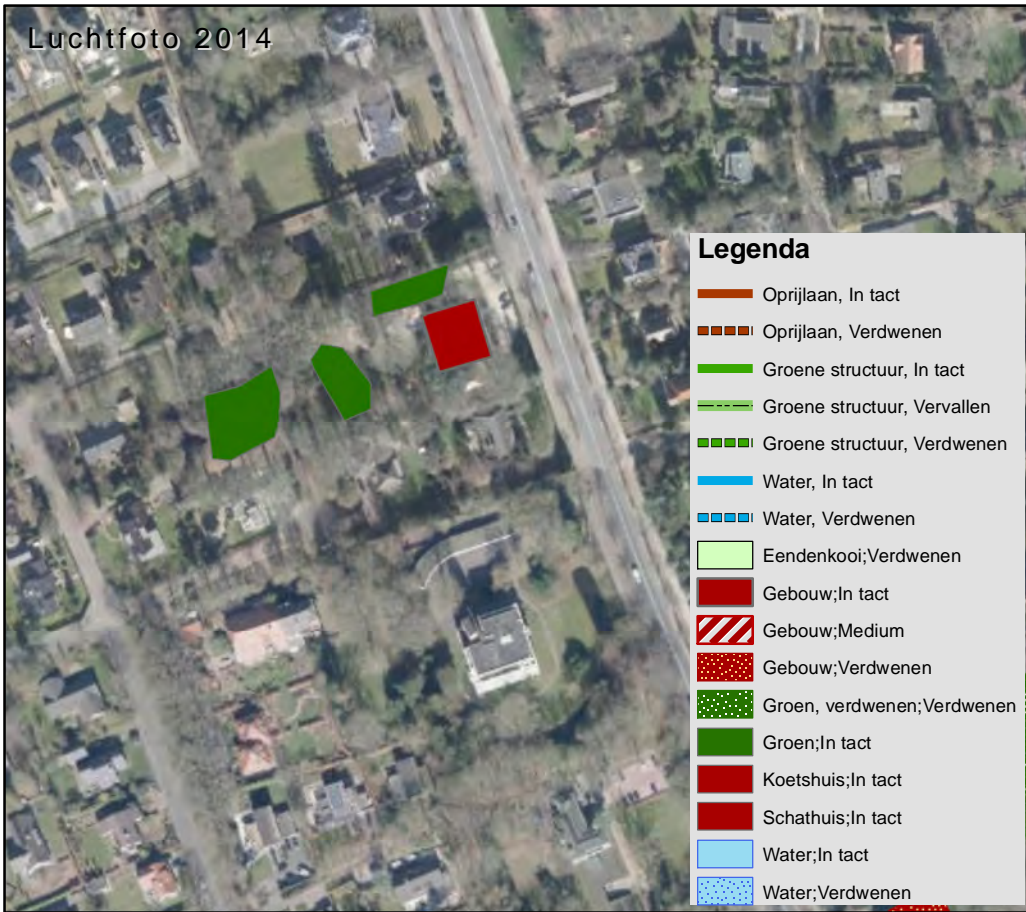 Luchtfoto 2014
Legenda
Oprijlaan, In tact
Oprijlaan, Verdwenen
Groene structuur, In tact
Groene structuur, Vervallen
Groene structuur, Verdwenen
Water, In tact
Water, Verdwenen
Eendenkooi;Verdwenen
Gebouw;In tact
Gebouw;Medium
Gebouw;Verdwenen
Groen, verdwenen;Verdwenen
Groen;In tact
Koetshuis;In tact
Schathuis;In tact
Water;In tact
Water;Verdwenen